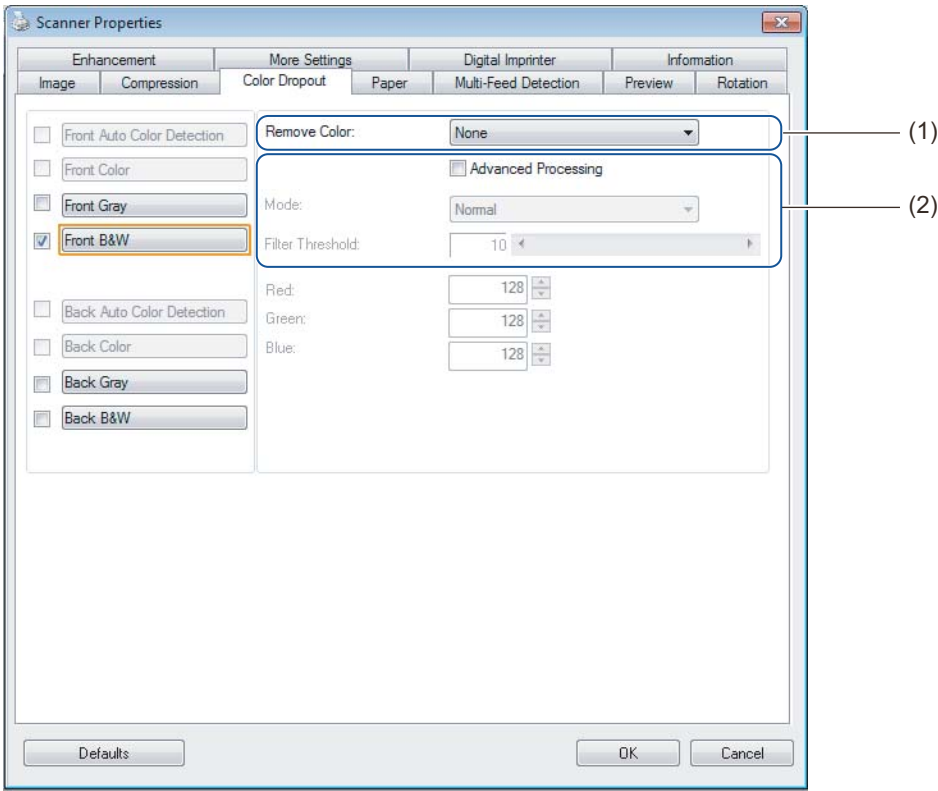 Scanner Properties
Enhancement More Settings Digital Imprinter Information
Image Compression Color Dropout Paper Multi-Feed Detection Preview Rotation
Front Auto Color Detection
Front Color
Front Gray
Front B&W
Back Auto Color Detection
Back Color
Back Gray
Back B&W
Remove Color: None
(1)
Advanced Processing
Mode: Normal
(2)
Filter Threshold: 10
Red: 128
Green: 128
Blue: 128
Defaults OK Cancel